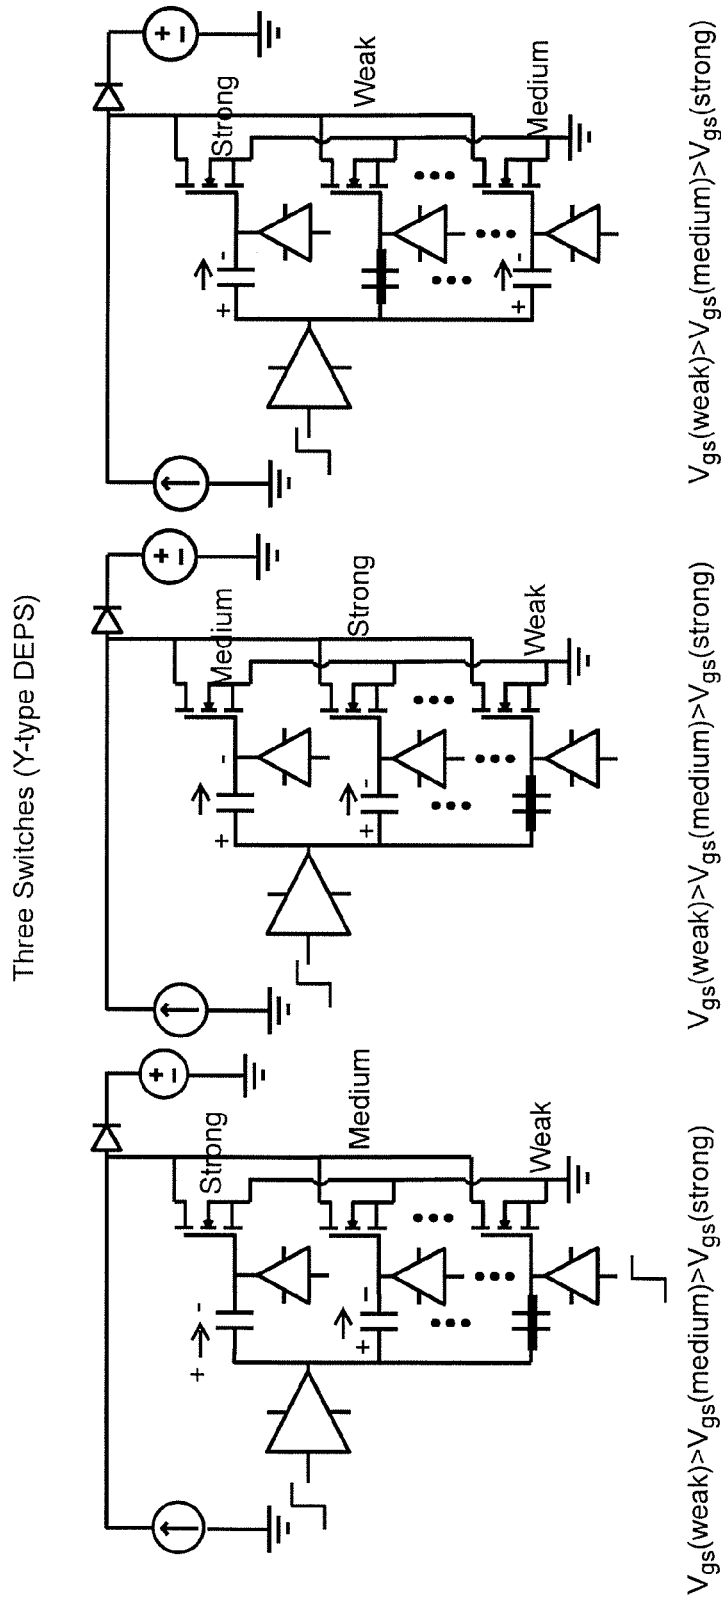 Three Switches (Y-type DEPS)
Strong
Medium
Weak
Vgs(weak)>Vgs(medium)>Vgs(strong)
Medium
Strong
Weak
Vgs(weak)>Vgs(medium)>Vgs(strong)
Strong
Weak
Medium
Vgs(weak)>Vgs(medium)>Vgs(strong)